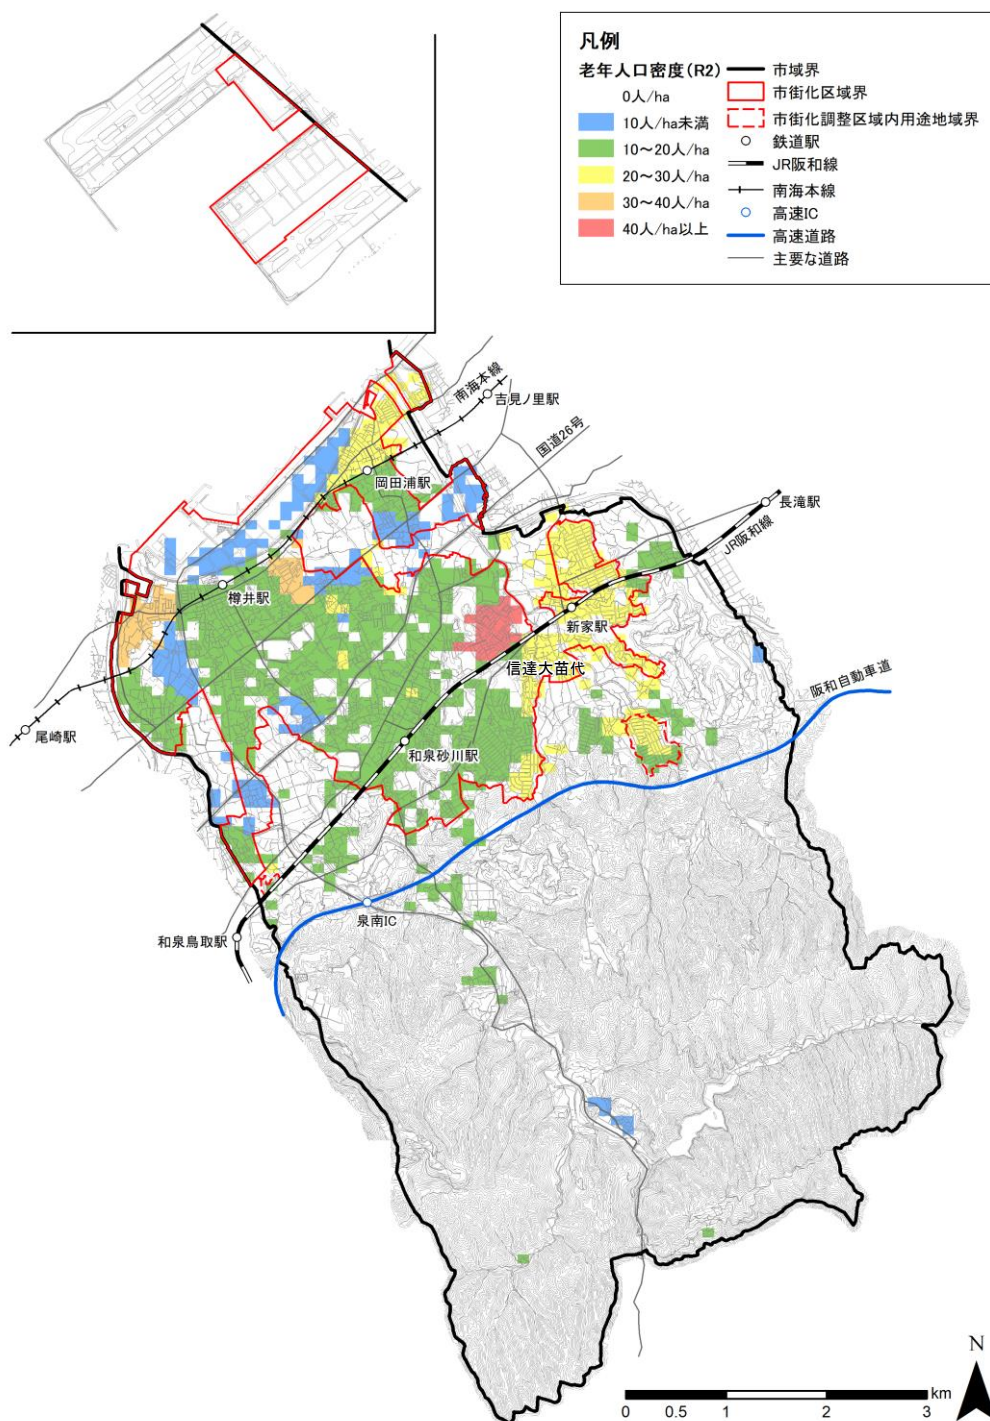 凡例
老年人口密度(R2)
0人/ha
10人/ha未満
10～20人/ha
20～30人/ha
30～40人/ha
40人/ha以上
市域界
市街化区域界
市街化調整区域内用途地域界
鉄道駅
JR阪和線
南海本線
高速IC
高速道路
主要な道路
南海本線
吉見ノ里駅
国道26号
岡田浦駅
長滝駅
JR阪和線
樽井駅
新家駅
信達大苗代
阪和自動車道
尾崎駅
和泉砂川駅
泉南IC
和泉鳥取駅
N
km
0 0.5 1 2 3